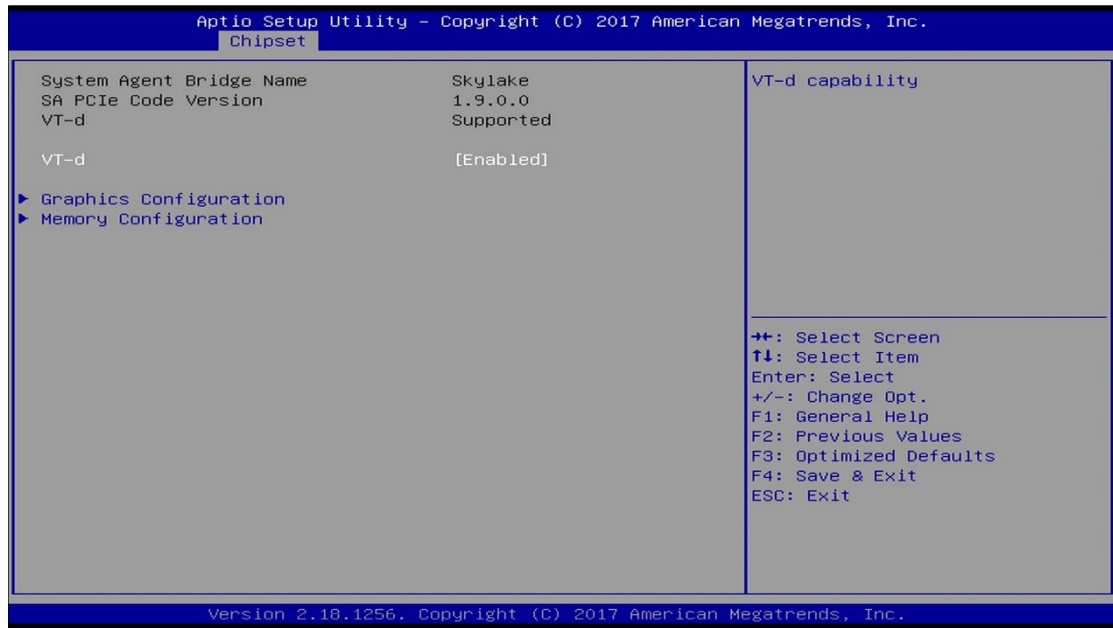 Aptio Setup Utility – Copyright (C) 2017 American Megatrends, Inc.
Chipset
System Agent Bridge Name Skylake
SA PCIe Code Version 1.9.0.0
VT-d Supported
VT-d [Enabled]
▶ Graphics Configuration
▶ Memory Configuration
VT-d capability
→←: Select Screen
↑↓: Select Item
Enter: Select
+/-: Change Opt.
F1: General Help
F2: Previous Values
F3: Optimized Defaults
F4: Save & Exit
ESC: Exit
Version 2.18.1256. Copyright (C) 2017 American Megatrends, Inc.